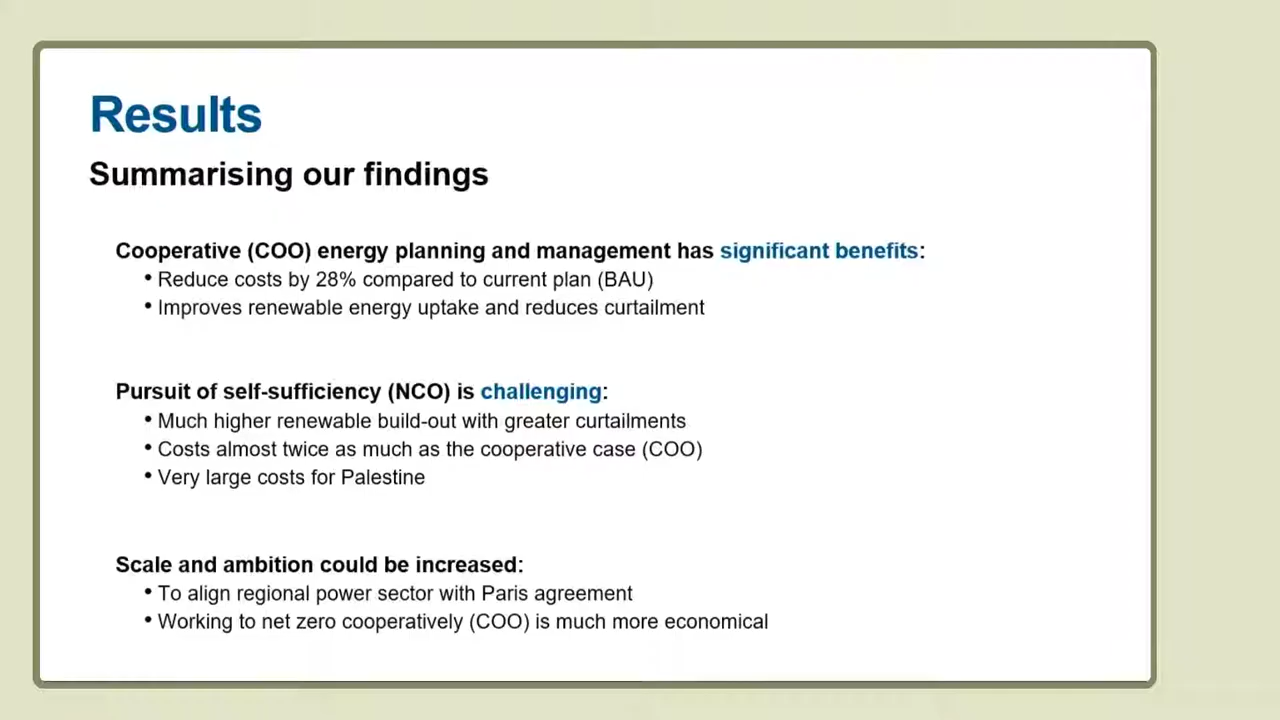 Results
Summarising our findings
Cooperative (COO) energy planning and management has significant benefits:
• Reduce costs by 28% compared to current plan (BAU)
• Improves renewable energy uptake and reduces curtailment
Pursuit of self-sufficiency (NCO) is challenging:
• Much higher renewable build-out with greater curtailments
• Costs almost twice as much as the cooperative case (COO)
• Very large costs for Palestine
Scale and ambition could be increased:
• To align regional power sector with Paris agreement
• Working to net zero cooperatively (COO) is much more economical